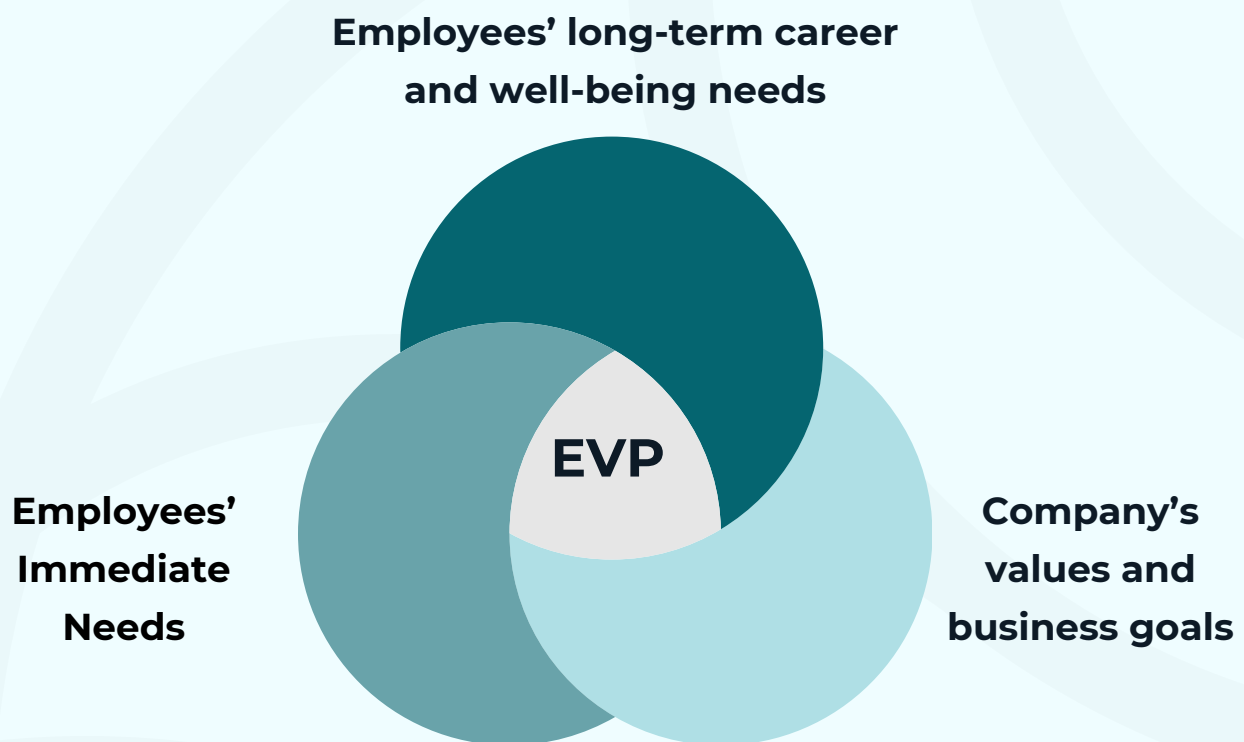 Employees’ long-term career
and well-being needs
EVP
Employees’
Immediate
Needs
Company’s
values and
business goals